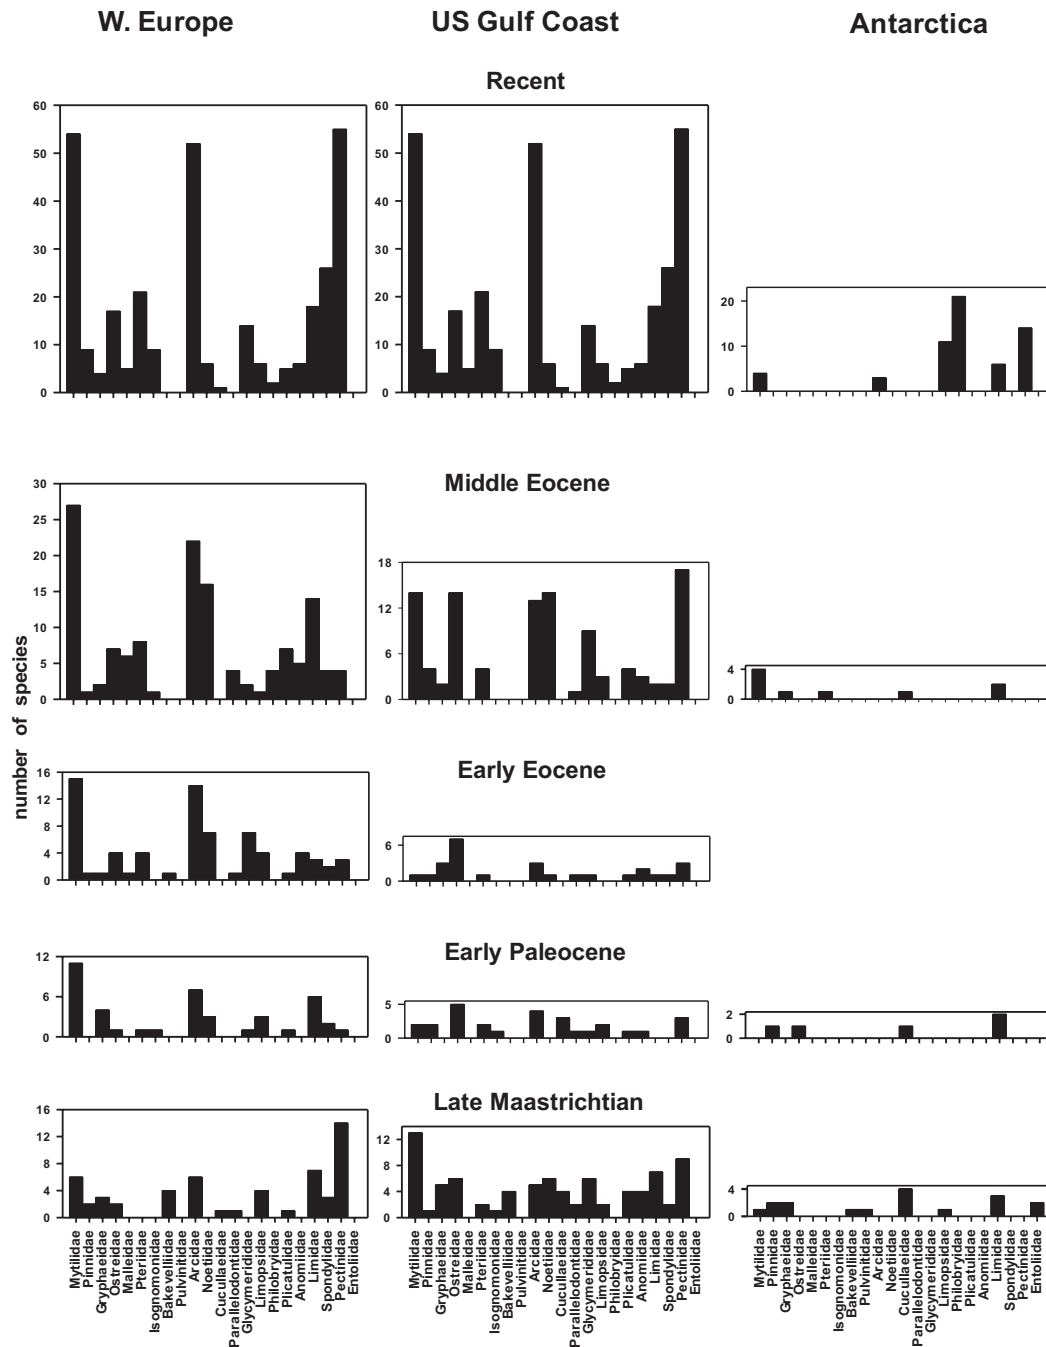 W. Europe
US Gulf Coast
Antarctica
Recent
60
50
40
30
20
10
0
60
50
40
30
20
10
0
20
10
0
Middle Eocene
30
25
20
15
10
5
0
18
12
6
0
4
0
number of species
Early Eocene
16
12
8
4
0
6
0
Early Paleocene
12
6
0
5
0
2
0
Late Maastrichtian
16
12
8
4
0
12
8
4
0
4
0
Mytilidae
Pinnidae
Gryphaeidae
Ostreidae
Malleidae
Pteriidae
Isognomonidae
Bakevelliidae
Pulvinitidae
Arcidae
Noetiidae
Cucullaeidae
Parallelodontidae
Glycymerididae
Limopsidae
Philobryidae
Plicatulidae
Anomiidae
Limidae
Spondylidae
Pectinidae
Entoliidae
Mytilidae
Pinnidae
Gryphaeidae
Ostreidae
Malleidae
Pteriidae
Isognomonidae
Bakevelliidae
Pulvinitidae
Arcidae
Noetiidae
Cucullaeidae
Parallelodontidae
Glycymerididae
Limopsidae
Philobryidae
Plicatulidae
Anomiidae
Limidae
Spondylidae
Pectinidae
Entoliidae
Mytilidae
Pinnidae
Gryphaeidae
Ostreidae
Malleidae
Pteriidae
Isognomonidae
Bakevelliidae
Pulvinitidae
Arcidae
Noetiidae
Cucullaeidae
Parallelodontidae
Glycymerididae
Limopsidae
Philobryidae
Plicatulidae
Anomiidae
Limidae
Spondylidae
Pectinidae
Entoliidae